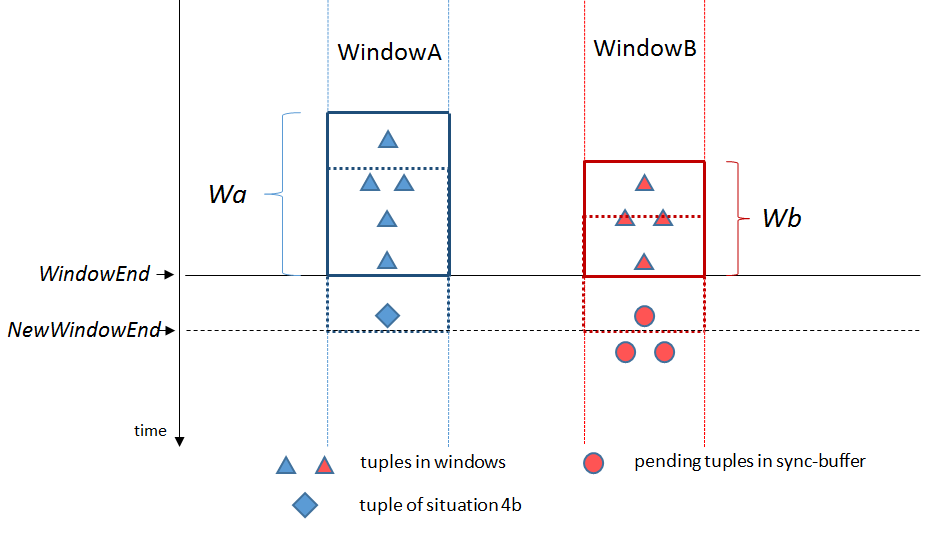 WindowA
WindowB
Wa
Wb
WindowEnd
NewWindowEnd
time
tuples in windows
pending tuples in sync-buffer
tuple of situation 4b